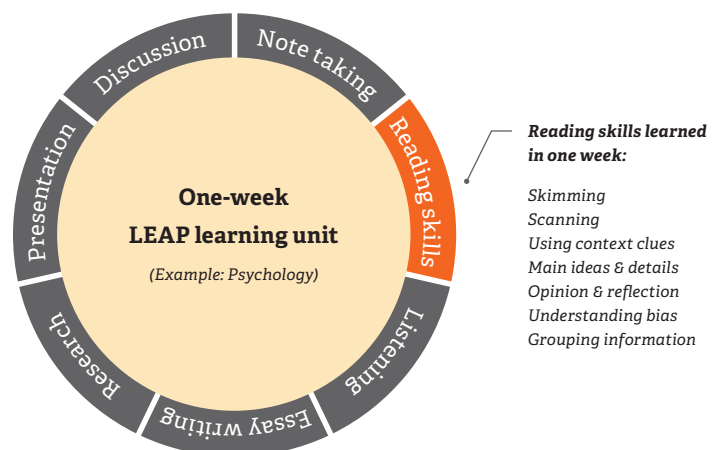 Discussion
Note taking
Reading skills
Listening
Essay writing
Research
Presentation
One-week
LEAP learning unit
(Example: Psychology)
Reading skills learned
in one week:
Skimming
Scanning
Using context clues
Main ideas & details
Opinion & reflection
Understanding bias
Grouping information